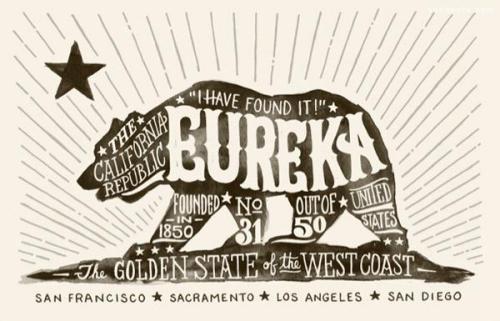 "I HAVE FOUND IT!"
THE
CALIFORNIA
REPUBLIC
EUREKA
FOUNDED
-IN-
1850
No
31
OUT OF
50
UNITED
STATES
The GOLDEN STATE of the WEST COAST
SAN FRANCISCO ★ SACRAMENTO ★ LOS ANGELES ★ SAN DIEGO